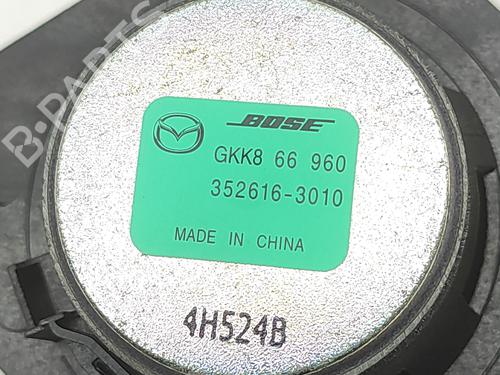 BOSE
GKK8 66 960
352616-3010
MADE IN CHINA
4H524B
B-PARTS